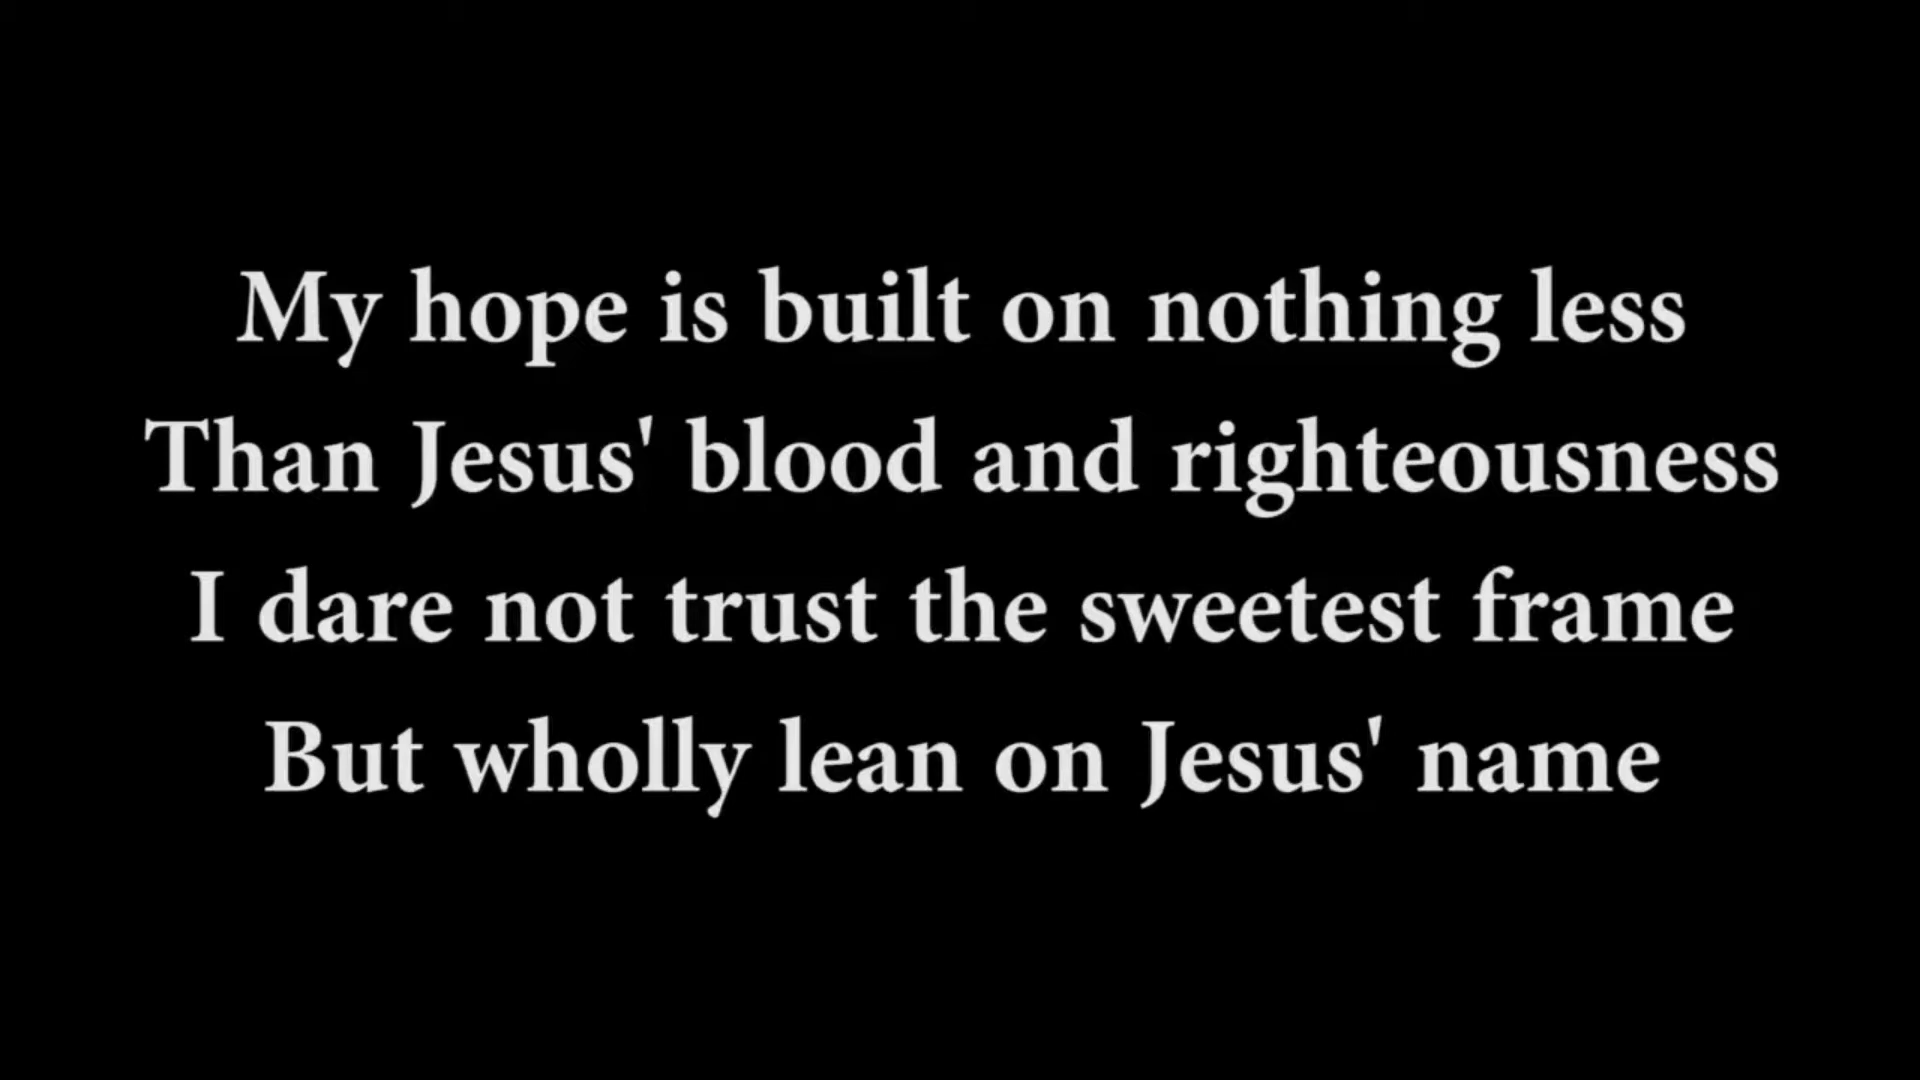 My hope is built on nothing less
Than Jesus' blood and righteousness
I dare not trust the sweetest frame
But wholly lean on Jesus' name